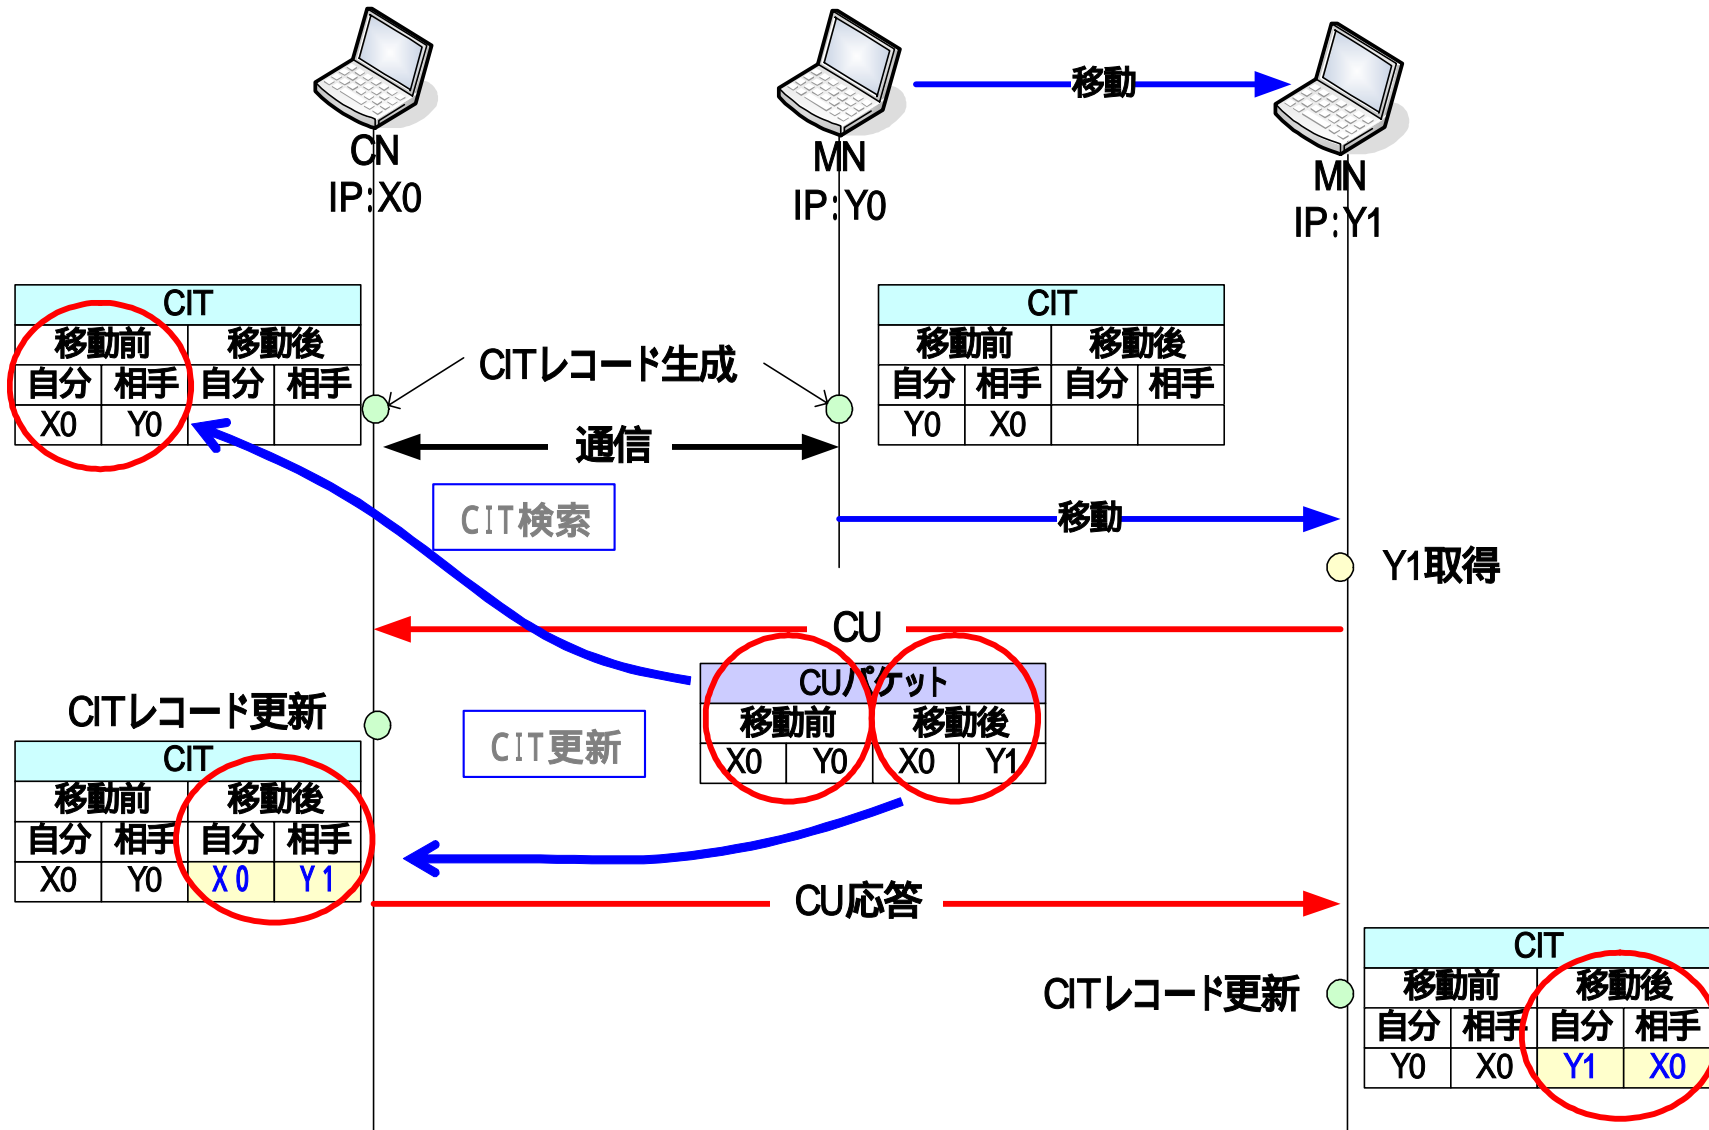 移動
CN
IP:X0
MN
IP:Y0
MN
IP:Y1
CIT
移動前 移動後
自分 相手 自分 相手
X0 Y0
CITレコード生成
CIT
移動前 移動後
自分 相手 自分 相手
Y0 X0
通信
CIT検索
移動
Y1取得
CU
CUパケット
移動前 移動後
X0 Y0 X0 Y1
CITレコード更新
CIT更新
CIT
移動前 移動後
自分 相手 自分 相手
X0 Y0 X0 Y1
CU応答
CITレコード更新
CIT
移動前 移動後
自分 相手 自分 相手
Y0 X0 Y1 X0